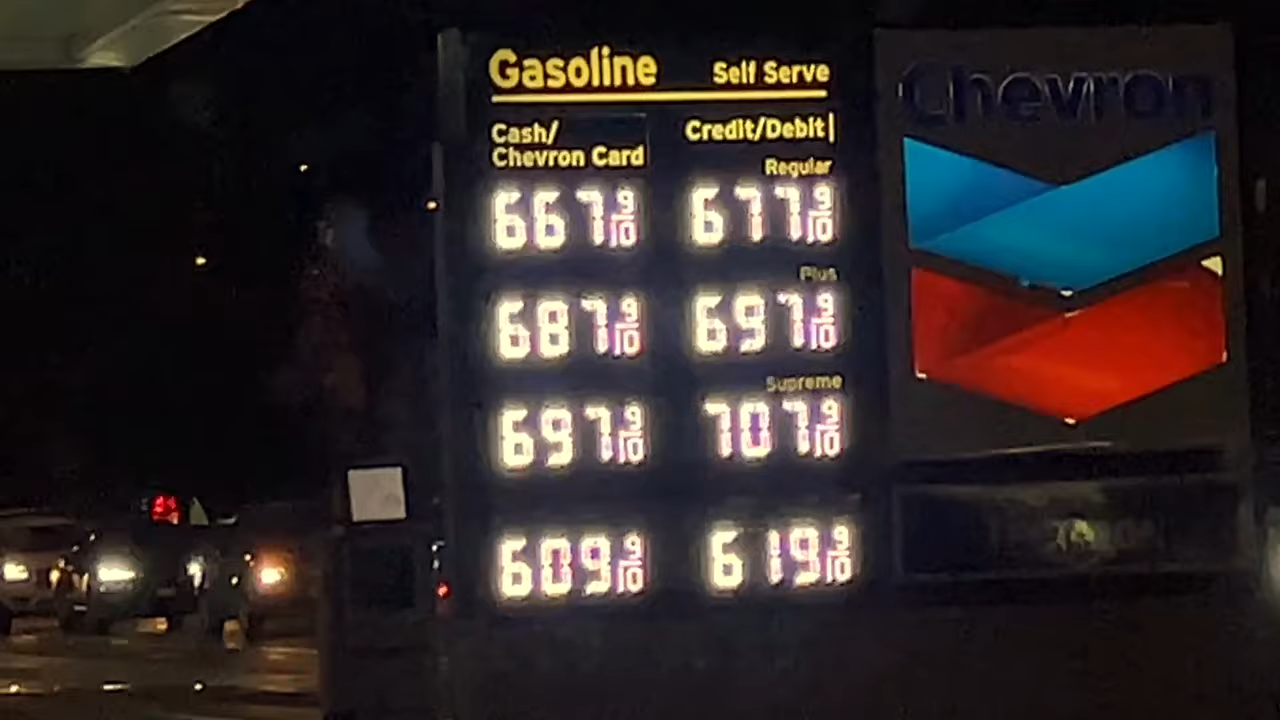 Gasoline Self Serve
Chevron
Cash/
Chevron Card
Credit/Debit
Regular
667 9/10 677 9/10
Plus
687 9/10 697 9/10
Supreme
697 9/10 707 9/10
609 9/10 619 9/10